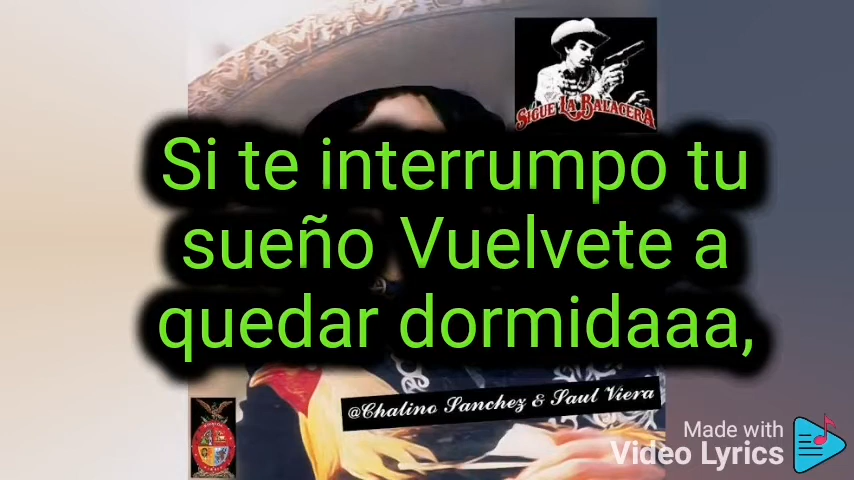 SIGUE LA BALACERA
Si te interrumpo tu
sueño Vuelvete a
quedar dormidaaa,
@Chalino Sanchez & Saul Viera
Made with
Video Lyrics